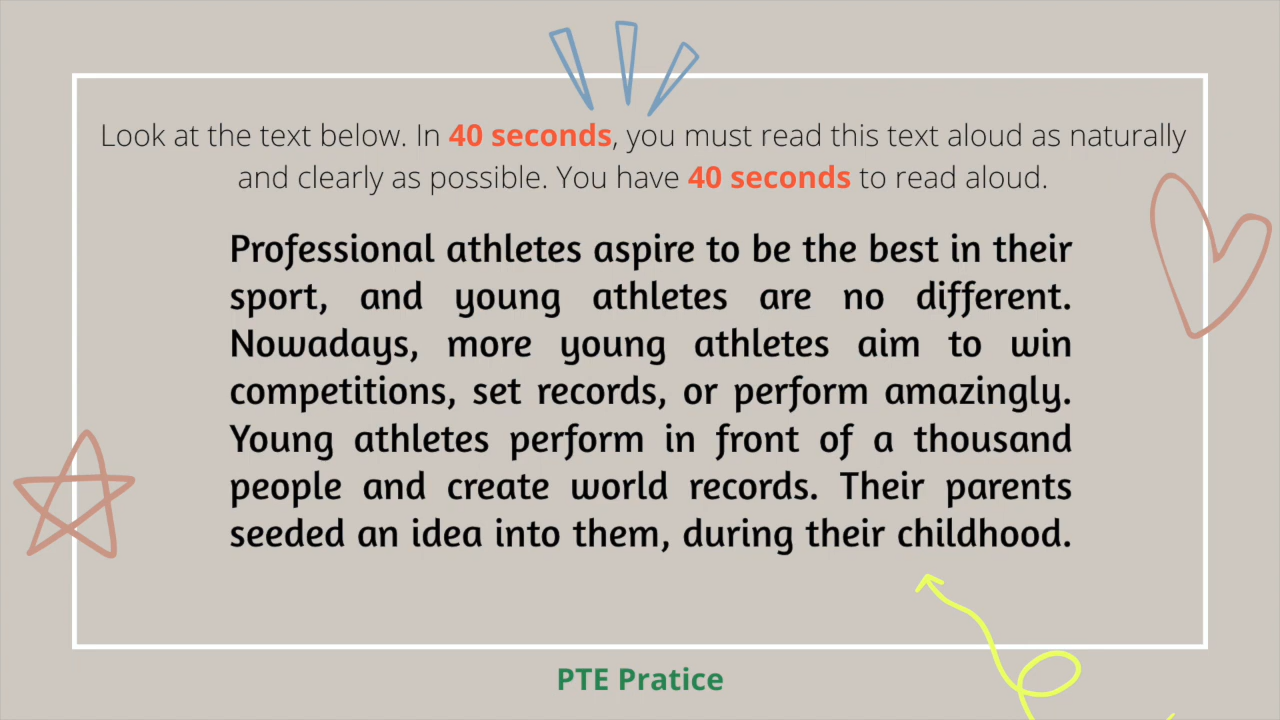 Look at the text below. In 40 seconds, you must read this text aloud as naturally
and clearly as possible. You have 40 seconds to read aloud.
Professional athletes aspire to be the best in their
sport, and young athletes are no different.
Nowadays, more young athletes aim to win
competitions, set records, or perform amazingly.
Young athletes perform in front of a thousand
people and create world records. Their parents
seeded an idea into them, during their childhood.
PTE Pratice